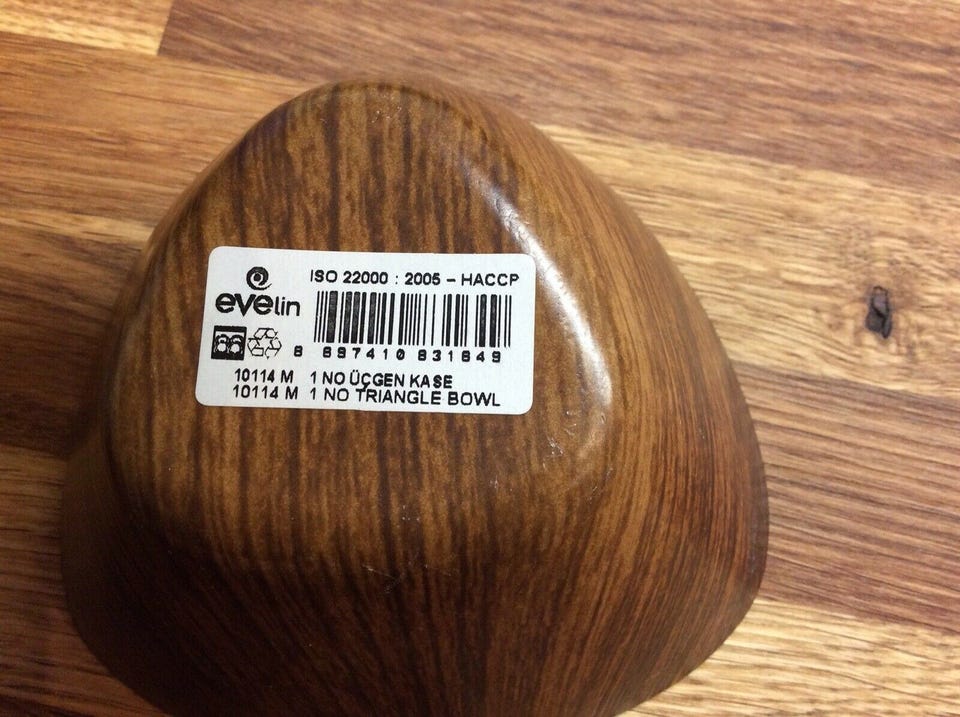 ISO 22000 : 2005 – HACCP
evelin
8 697410 831649
10114 M 1 NO ÜÇGEN KASE
10114 M 1 NO TRIANGLE BOWL